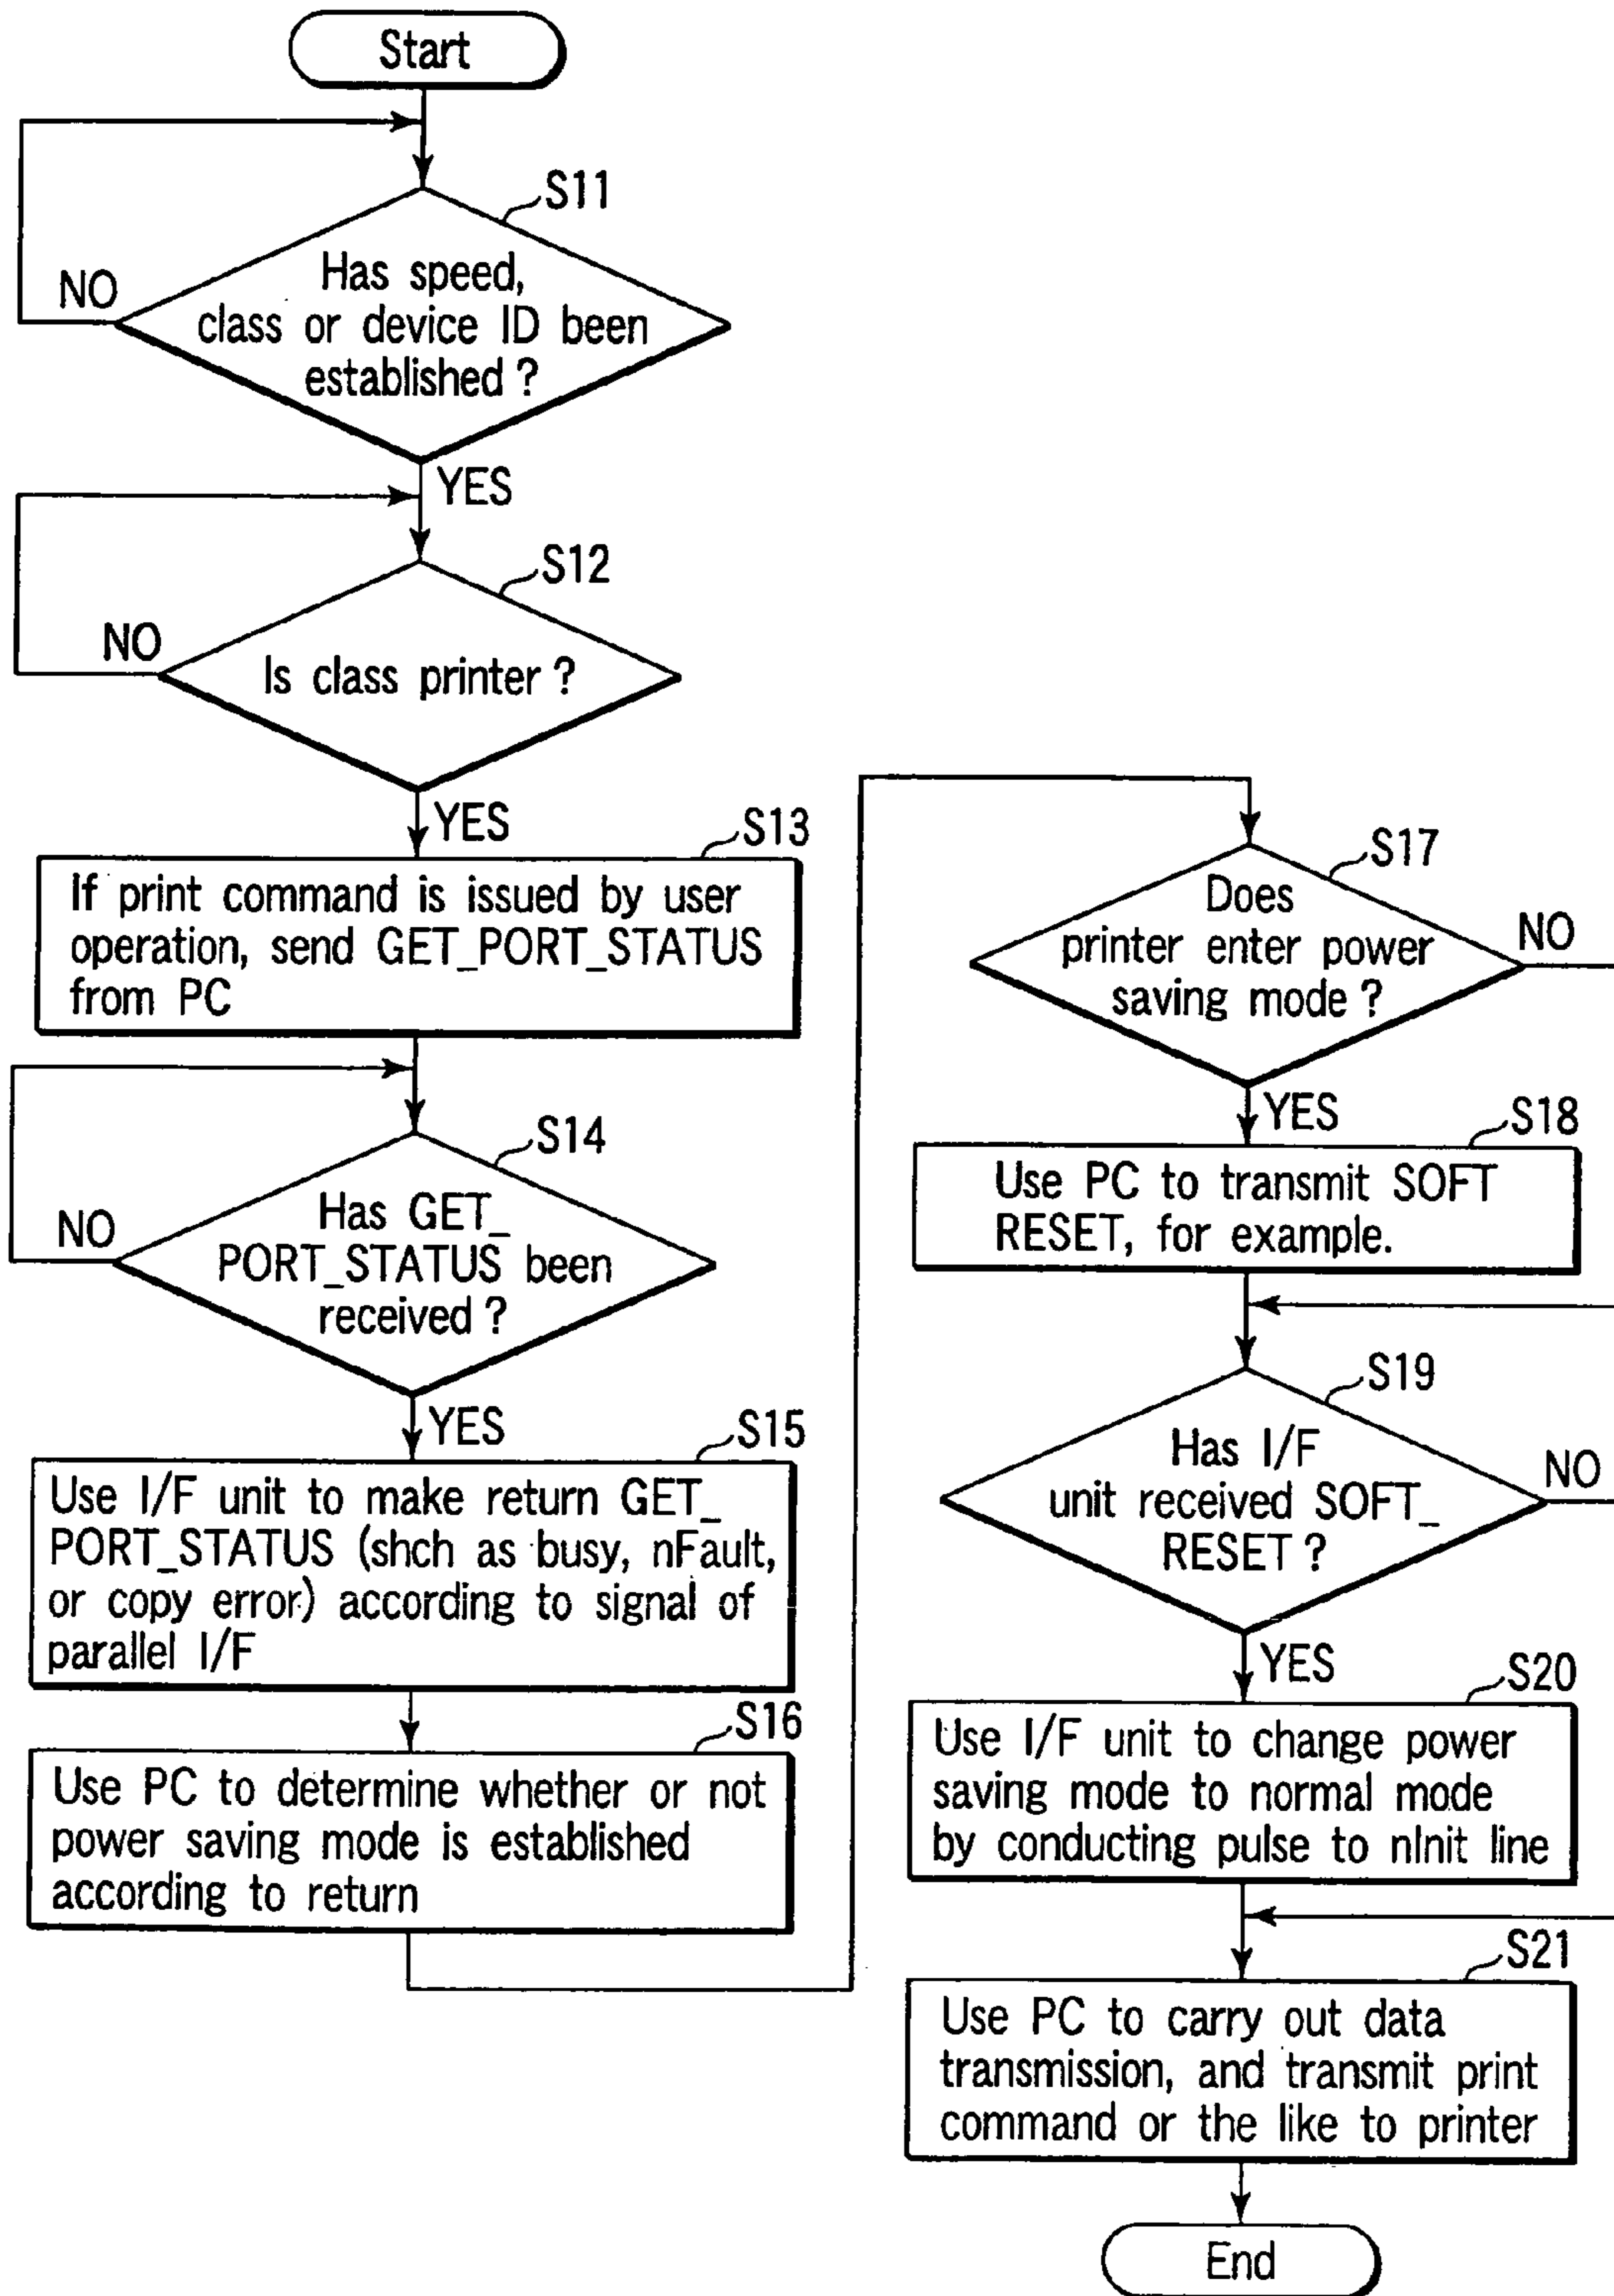 Start
S11
Has speed,
class or device ID been
established ?
NO
YES
S12
Is class printer ?
NO
YES
S13
If print command is issued by user
operation, send GET_PORT_STATUS
from PC
S14
Has GET_
PORT_STATUS been
received ?
NO
YES
S15
Use I/F unit to make return GET_
PORT_STATUS (shch as busy, nFault,
or copy error) according to signal of
parallel I/F
S16
Use PC to determine whether or not
power saving mode is established
according to return
S17
Does
printer enter power
saving mode ?
NO
YES
S18
Use PC to transmit SOFT
RESET, for example.
S19
Has I/F
unit received SOFT_
RESET ?
NO
YES
S20
Use I/F unit to change power
saving mode to normal mode
by conducting pulse to nInit line
S21
Use PC to carry out data
transmission, and transmit print
command or the like to printer
End